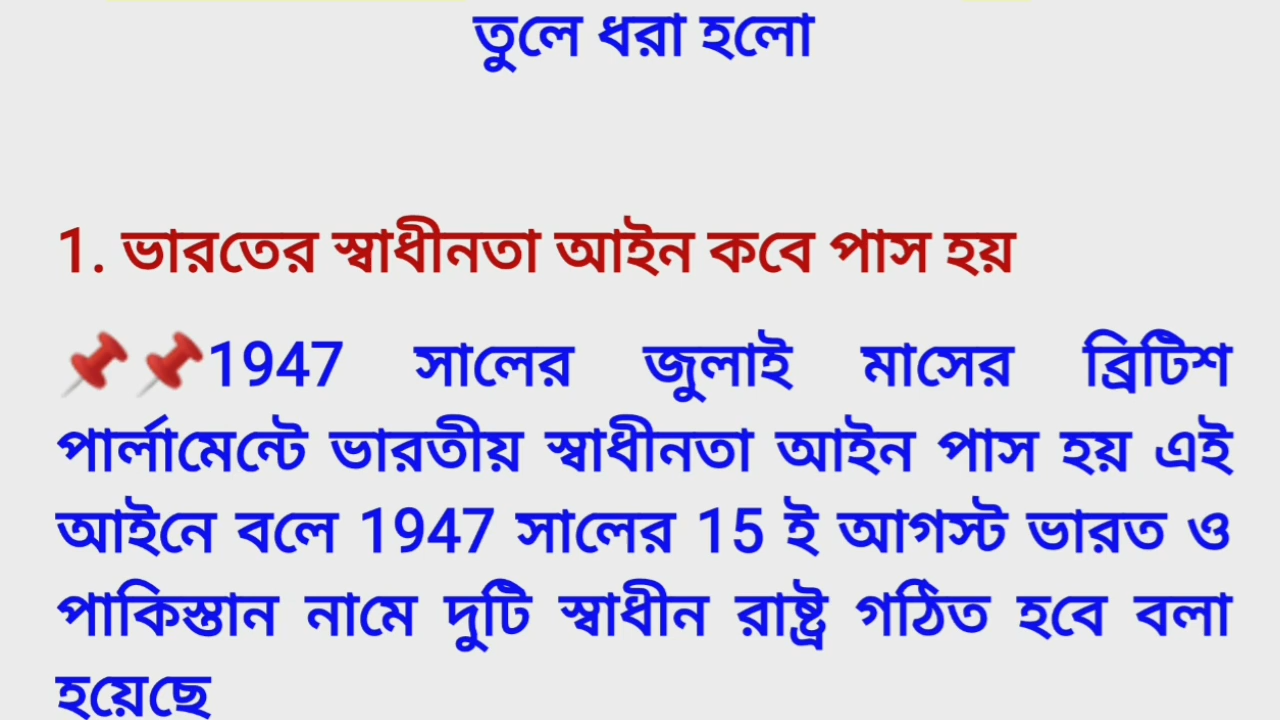 তুলে ধরা হলো
1. ভারতের স্বাধীনতা আইন কবে পাস হয়
📌📌1947 সালের জুলাই মাসের ব্রিটিশ
পার্লামেন্টে ভারতীয় স্বাধীনতা আইন পাস হয় এই
আইনে বলে 1947 সালের 15 ই আগস্ট ভারত ও
পাকিস্তান নামে দুটি স্বাধীন রাষ্ট্র গঠিত হবে বলা
হয়েছে